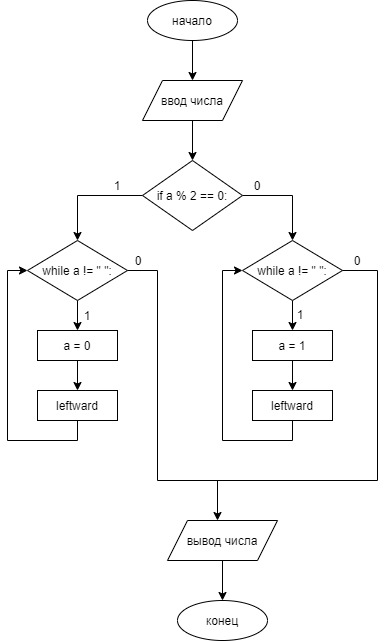 начало
ввод числа
if a % 2 == 0:
1
0
while a != " ":
0
while a != " ":
0
1
1
a = 0
a = 1
leftward
leftward
вывод числа
конец